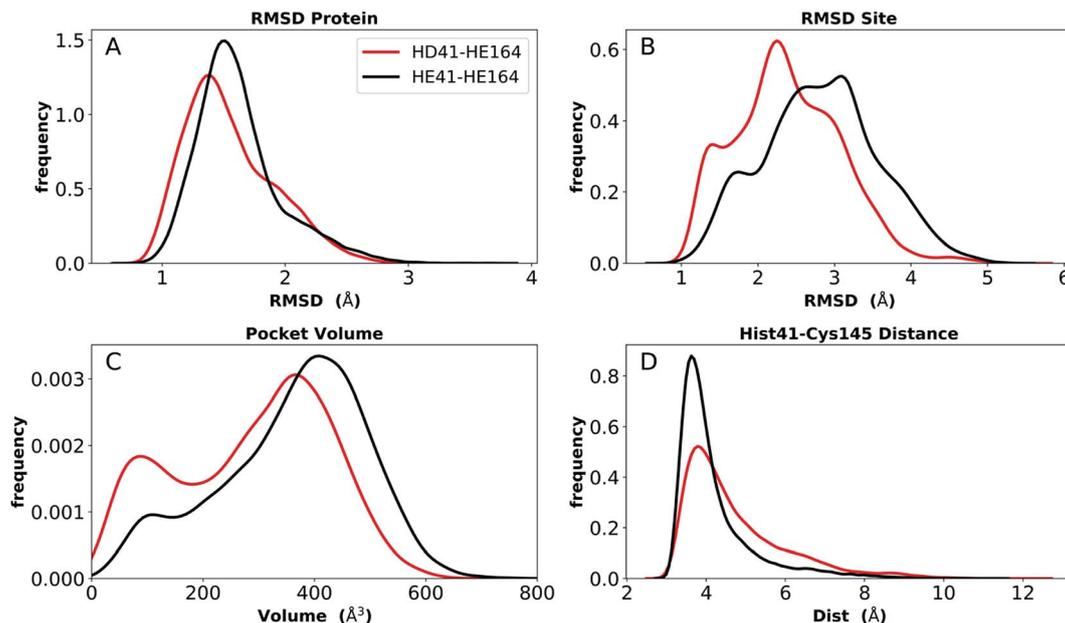 RMSD Protein
A
HD41-HE164
HE41-HE164
frequency
1.5
1.0
0.5
0.0
1 2 3 4
RMSD (Å)
RMSD Site
B
frequency
0.6
0.4
0.2
0.0
1 2 3 4 5 6
RMSD (Å)
Pocket Volume
C
frequency
0.003
0.002
0.001
0.000
0 200 400 600 800
Volume (Å³)
Hist41-Cys145 Distance
D
frequency
0.8
0.6
0.4
0.2
0.0
2 4 6 8 10 12
Dist (Å)